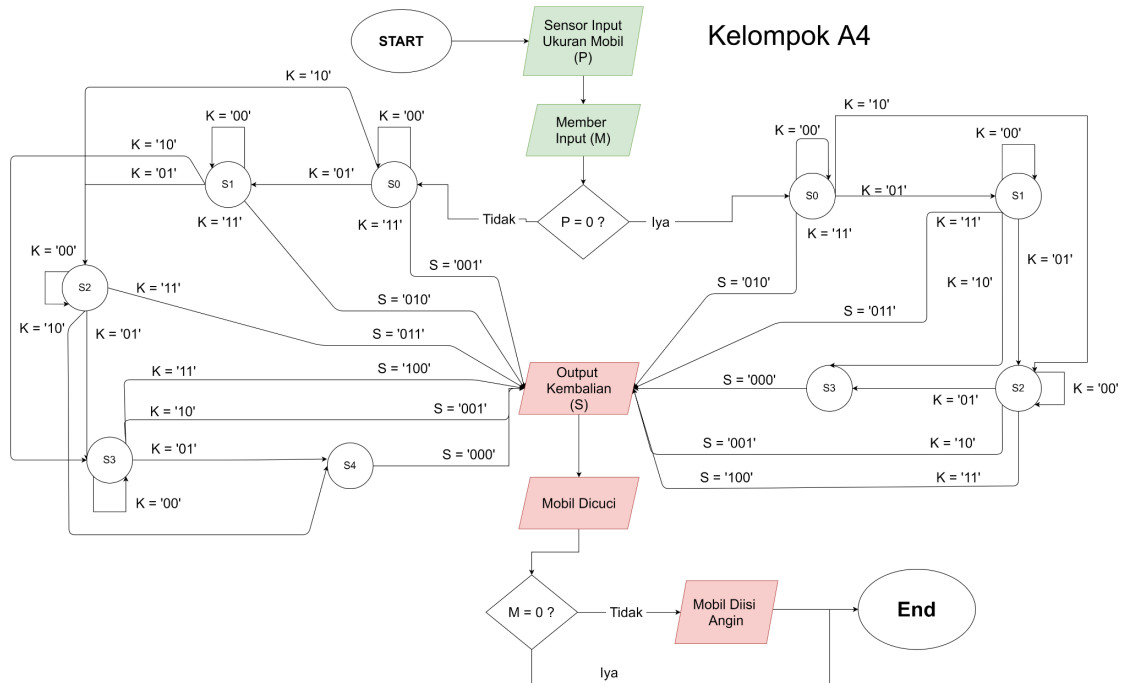 START
Sensor Input
Ukuran Mobil
(P)
Kelompok A4
Member
Input (M)
P = 0 ?
Tidak
Iya
K = '10'
K = '00'
K = '00'
K = '10'
K = '01'
S1
K = '01'
S0
K = '11'
K = '11'
K = '00'
S2
K = '11'
K = '10'
K = '01'
S = '001'
S = '010'
S = '011'
K = '11'
S = '100'
K = '10'
S = '001'
S3
K = '01'
S4
S = '000'
K = '00'
K = '10'
K = '00'
K = '00'
S0
K = '01'
S1
K = '11'
K = '11'
K = '01'
K = '10'
S = '010'
S = '011'
S = '000'
S3
K = '01'
S2
K = '00'
S = '001'
K = '10'
S = '100'
K = '11'
Output
Kembalian
(S)
Mobil Dicuci
M = 0 ?
Tidak
Mobil Diisi
Angin
End
Iya